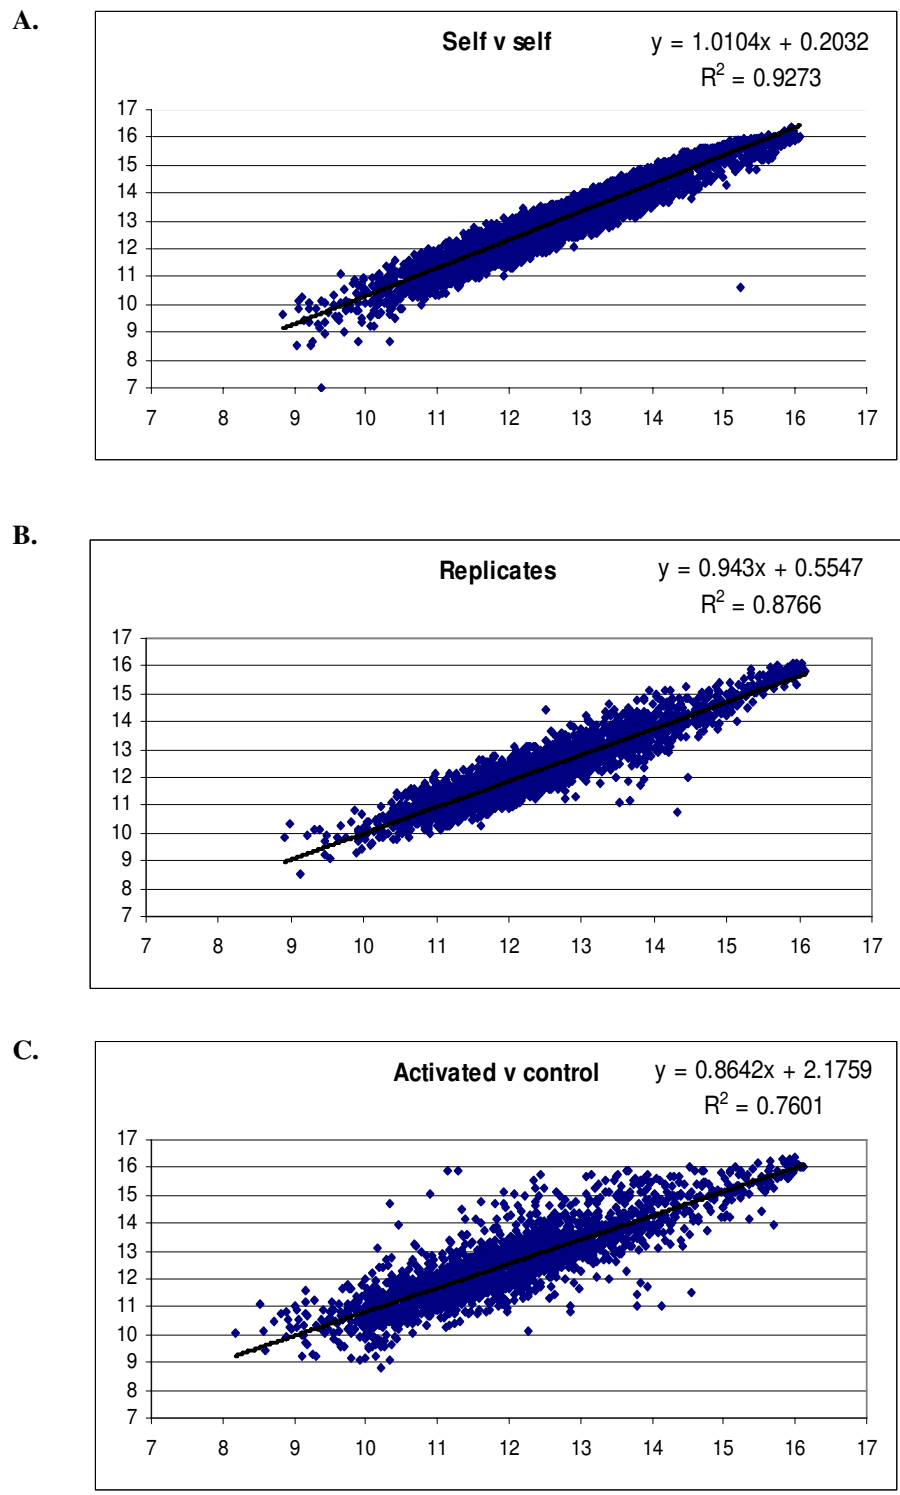 A.
Self v self
y = 1.0104x + 0.2032
R² = 0.9273
17
16
15
14
13
12
11
10
9
8
7
7 8 9 10 11 12 13 14 15 16 17
B.
Replicates
y = 0.943x + 0.5547
R² = 0.8766
17
16
15
14
13
12
11
10
9
8
7
7 8 9 10 11 12 13 14 15 16 17
C.
Activated v control
y = 0.8642x + 2.1759
R² = 0.7601
17
16
15
14
13
12
11
10
9
8
7
7 8 9 10 11 12 13 14 15 16 17